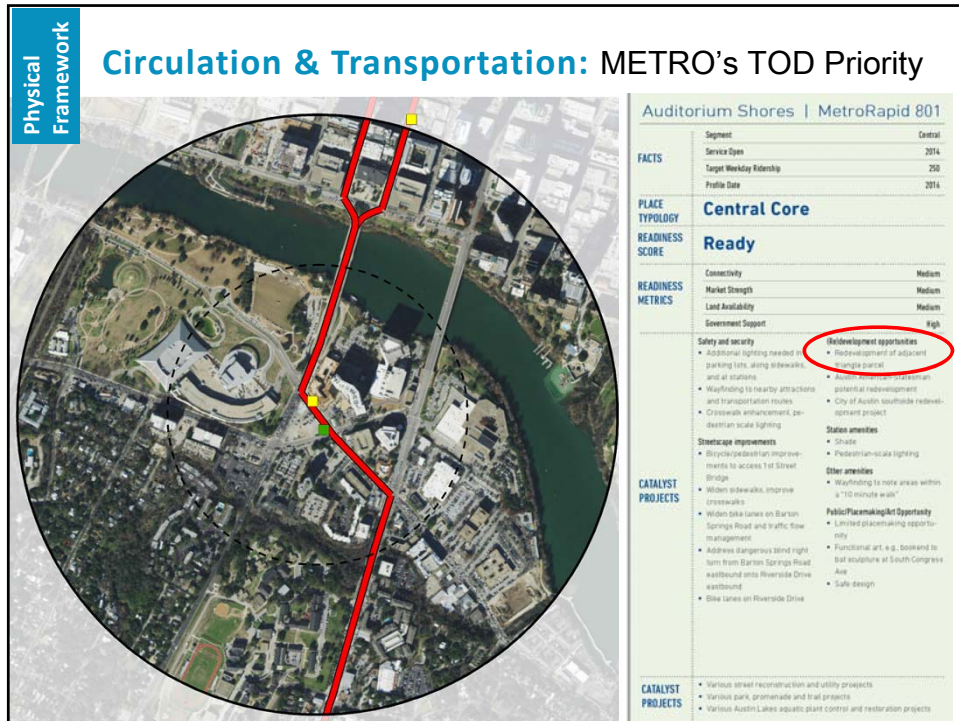 Physical
Framework
Circulation & Transportation: METRO's TOD Priority
Auditorium Shores | MetroRapid 801
FACTS
Segment Central
Service Open 2014
Target Weekday Ridership 250
Profile Date 2016
PLACE
TYPOLOGY
Central Core
READINESS
SCORE
Ready
READINESS
METRICS
Connectivity Medium
Market Strength Medium
Land Availability Medium
Government Support High
CATALYST
PROJECTS
Safety and security
• Additional lighting needed in
parking lots, along sidewalks,
and at stations
• Wayfinding to nearby attractions
and transportation routes
• Crosswalk enhancement, pe-
destrian scale lighting
Streetscape improvements
• Bicycle/pedestrian improve-
ments to access 1st Street
Bridge
• Widen sidewalks, improve
crosswalks
• Widen bike lanes on Barton
Springs Road and traffic flow
management
• Address dangerous blind right
turn from Barton Springs Road
eastbound onto Riverside Drive
eastbound
• Bike lanes on Riverside Drive
(Re)development opportunities
• Redevelopment of adjacent
triangle parcel
• Austin American-Statesman
potential redevelopment
• City of Austin southside redevel-
opment project
Station amenities
• Shade
• Pedestrian-scale lighting
Other amenities
• Wayfinding to note areas within
a "10 minute walk"
Public/Placemaking/Art Opportunity
• Limited placemaking opportu-
nity
• Functional art, e.g., bookend to
bat sculpture at South Congress
Ave
• Safe design
CATALYST
PROJECTS
• Various street reconstruction and utility proejects
• Various park, promenade and trail projects
• Various Austin Lakes aquatic plant control and restoration projects